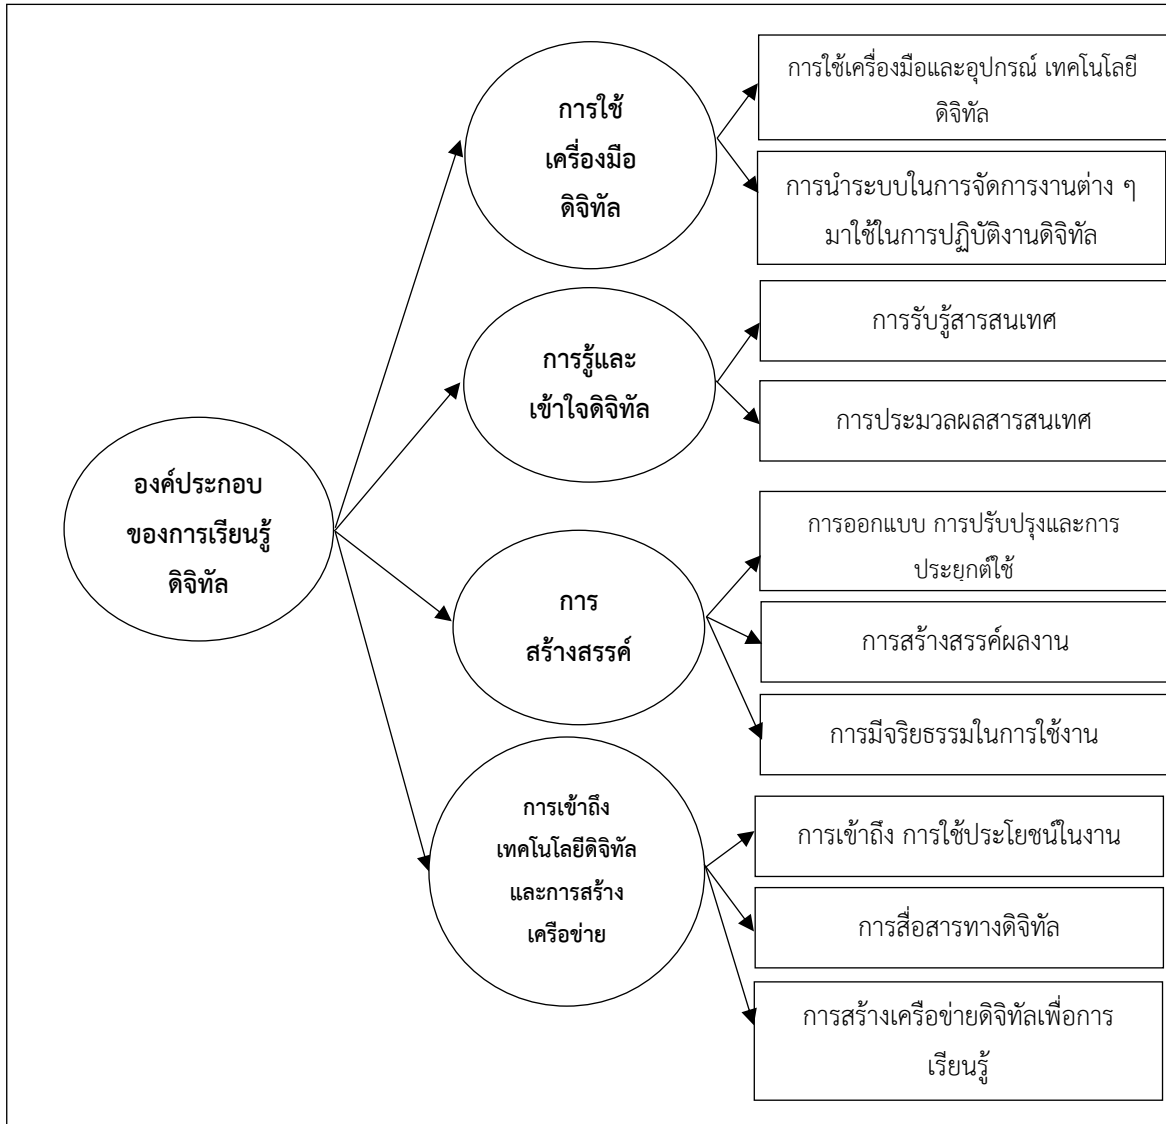 องค์ประกอบ
ของการเรียนรู้
ดิจิทัล
การใช้
เครื่องมือ
ดิจิทัล
การใช้เครื่องมือและอุปกรณ์ เทคโนโลยี
ดิจิทัล
การนำระบบในการจัดการงานต่าง ๆ
มาใช้ในการปฏิบัติงานดิจิทัล
การรู้และ
เข้าใจดิจิทัล
การรับรู้สารสนเทศ
การประมวลผลสารสนเทศ
การ
สร้างสรรค์
การออกแบบ การปรับปรุงและการ
ประยุกต์ใช้
การสร้างสรรค์ผลงาน
การมีจริยธรรมในการใช้งาน
การเข้าถึง
เทคโนโลยีดิจิทัล
และการสร้าง
เครือข่าย
การเข้าถึง การใช้ประโยชน์ในงาน
การสื่อสารทางดิจิทัล
การสร้างเครือข่ายดิจิทัลเพื่อการ
เรียนรู้